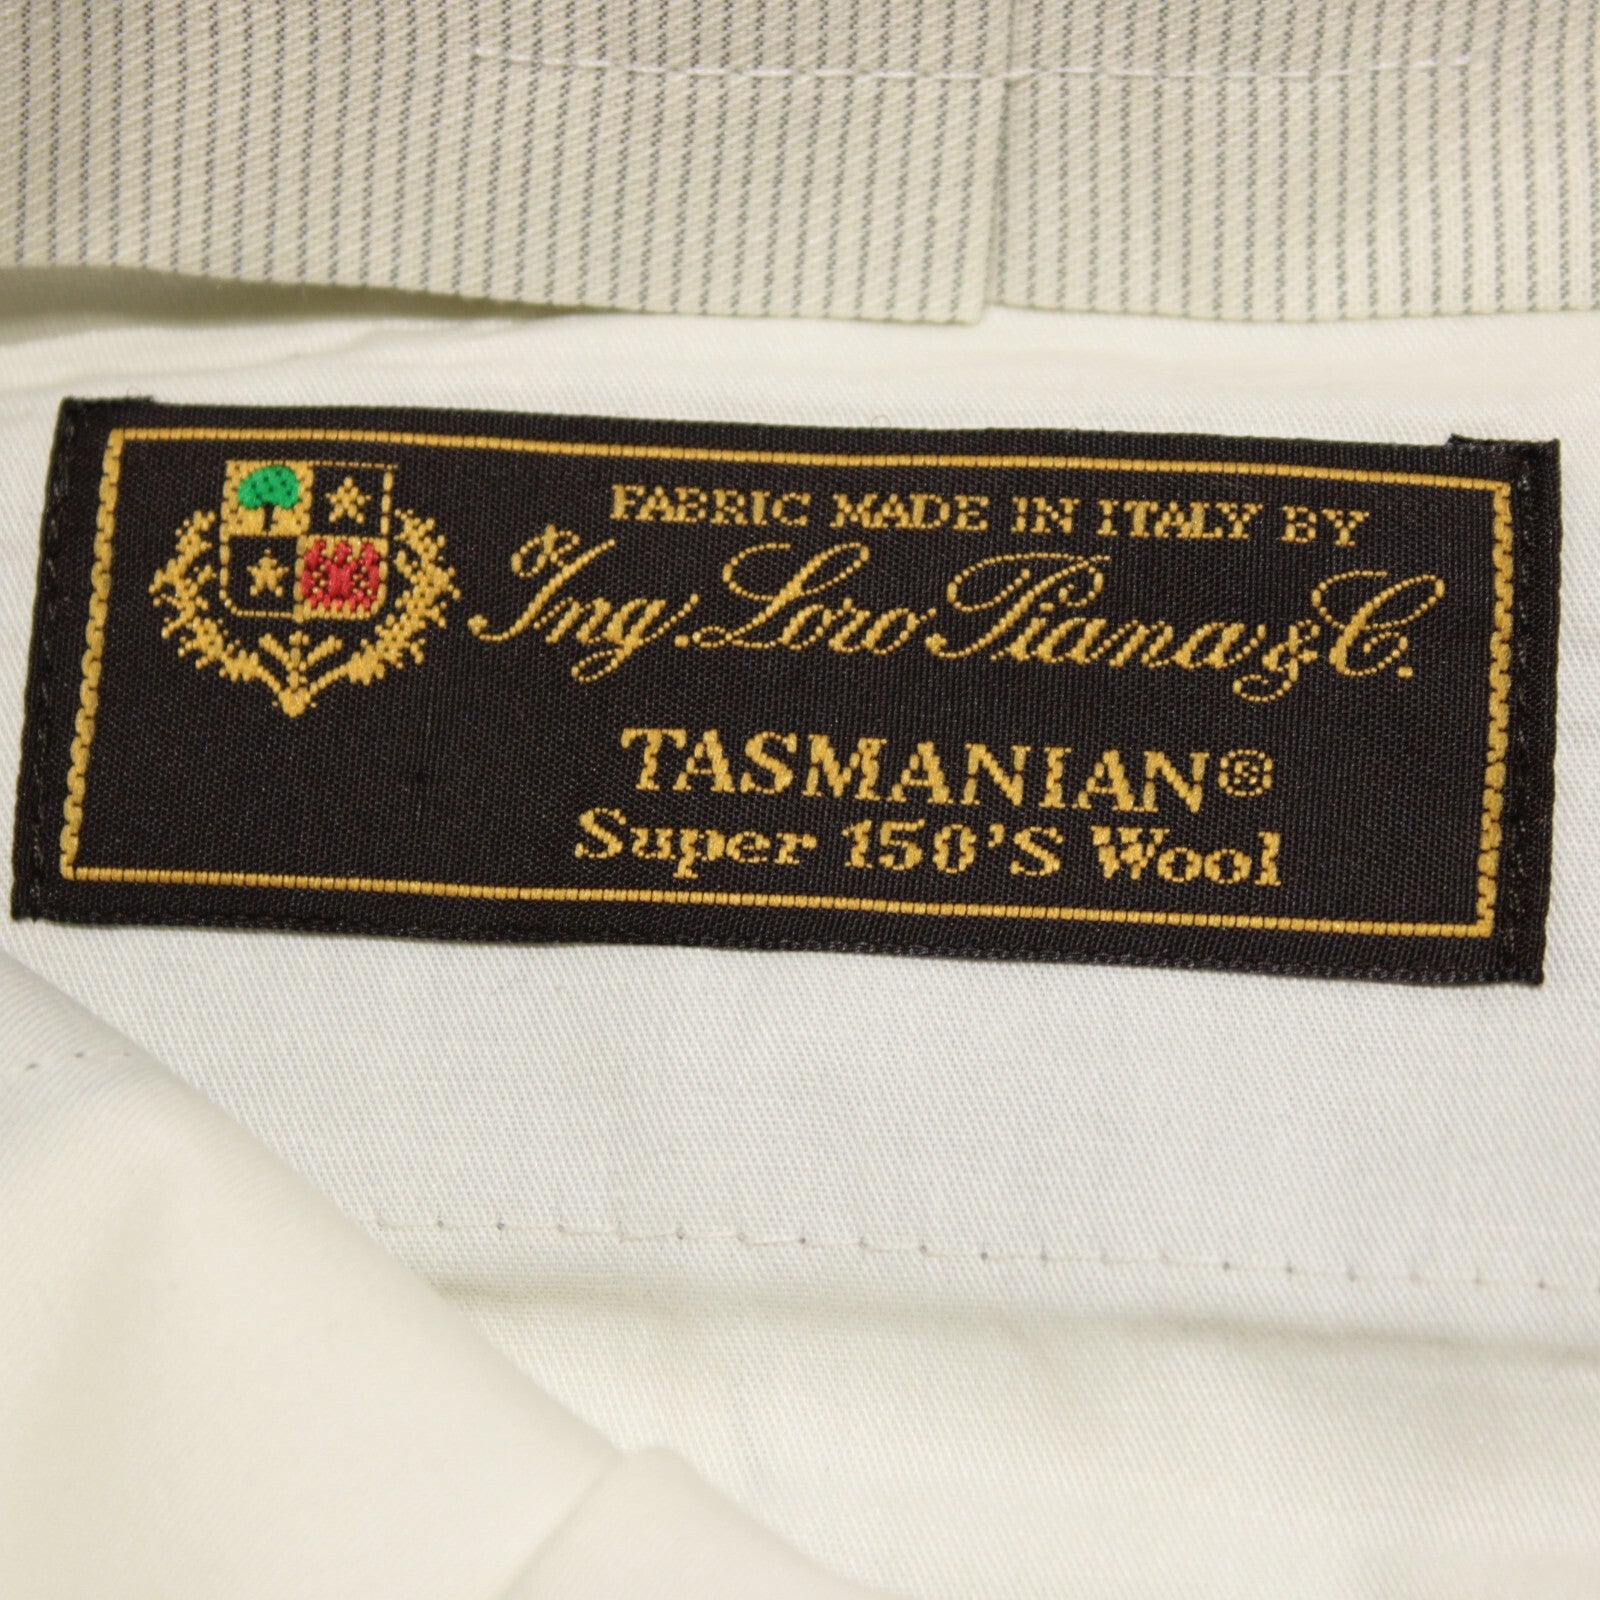 FABRIC MADE IN ITALY BY
Ing. Loro Piana & C.
TASMANIAN®
Super 150'S Wool